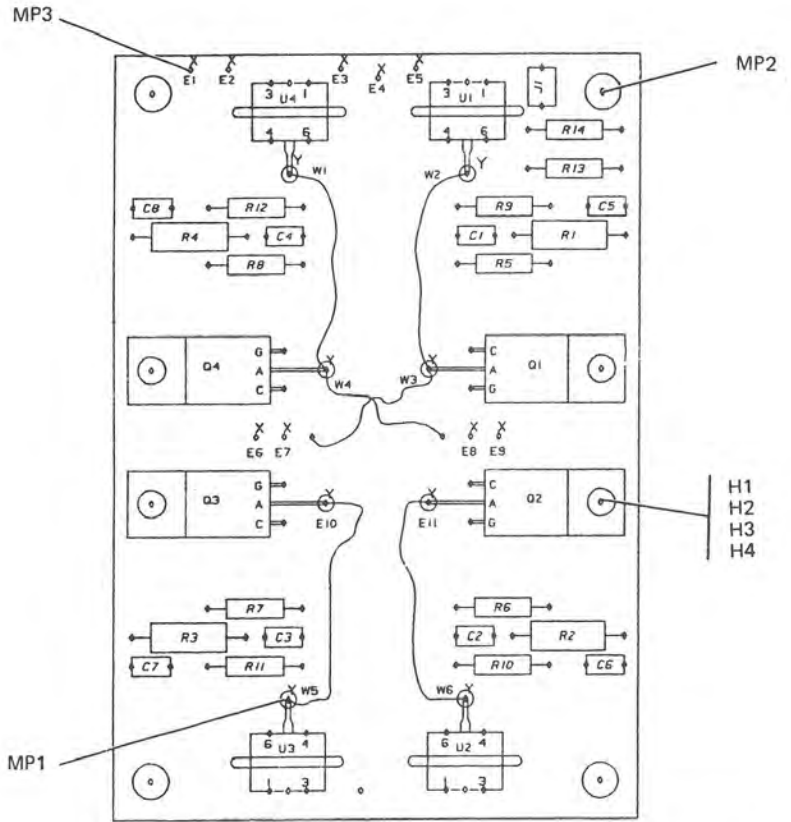 MP3
MP2
X X X X X
E1 E2 E3 E4 E5
3 1
U4
4 6
Y
3 1
U1
4 6
Y
J1
R14
R13
W1 W2
C8 R12
R4 C4
R8
R9 C5
C1 R1
R5
G
Q4 A Y
C
W4 W3
Y C
A Q1
G
X X X X
E6 E7 E8 E9
G
Q3 A Y
C
E10
Y C
A Q2
E11 G
H1
H2
H3
H4
R7
R3 C3
C7 R11
R6
C2 R2
R10 C6
Y W5
W6 Y
6 4
U3
1 3
6 4
U2
1 3
MP1